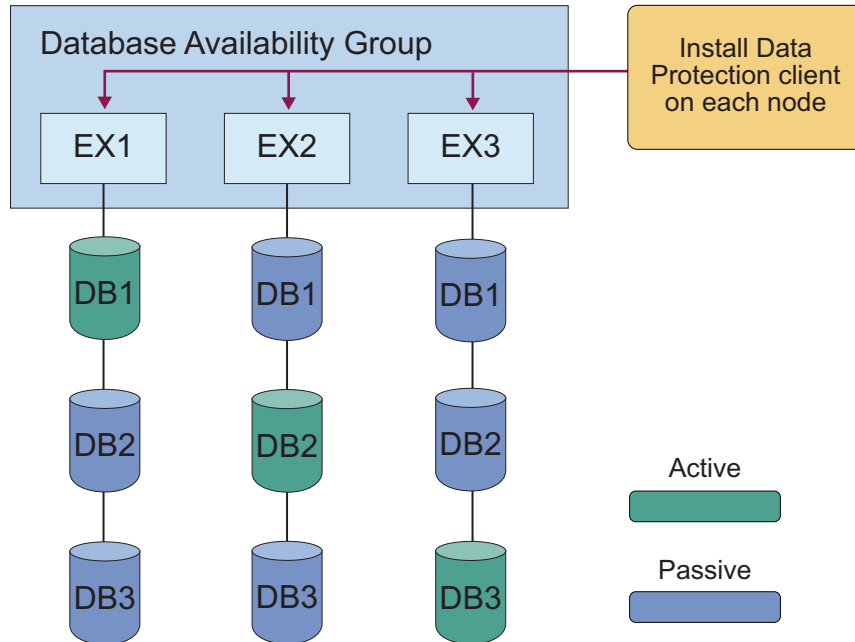 Database Availability Group
Install Data
Protection client
on each node
EX1
EX2
EX3
DB1
DB1
DB1
DB2
DB2
DB2
Active
DB3
DB3
DB3
Passive